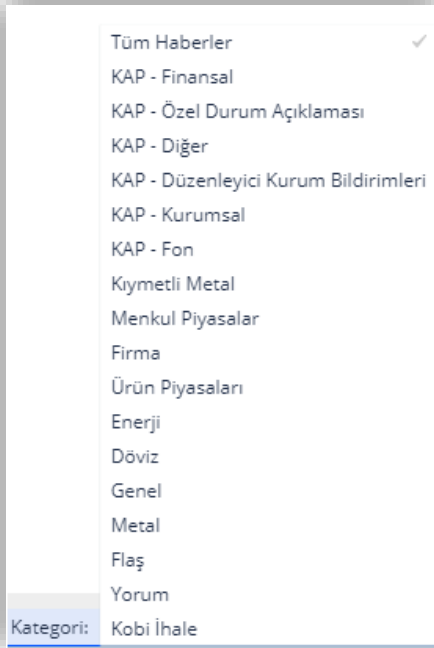 Tüm Haberler
KAP - Finansal
KAP - Özel Durum Açıklaması
KAP - Diğer
KAP - Düzenleyici Kurum Bildirimleri
KAP - Kurumsal
KAP - Fon
Kıymetli Metal
Menkul Piyasalar
Firma
Ürün Piyasaları
Enerji
Döviz
Genel
Metal
Flaş
Yorum
Kategori: Kobi İhale